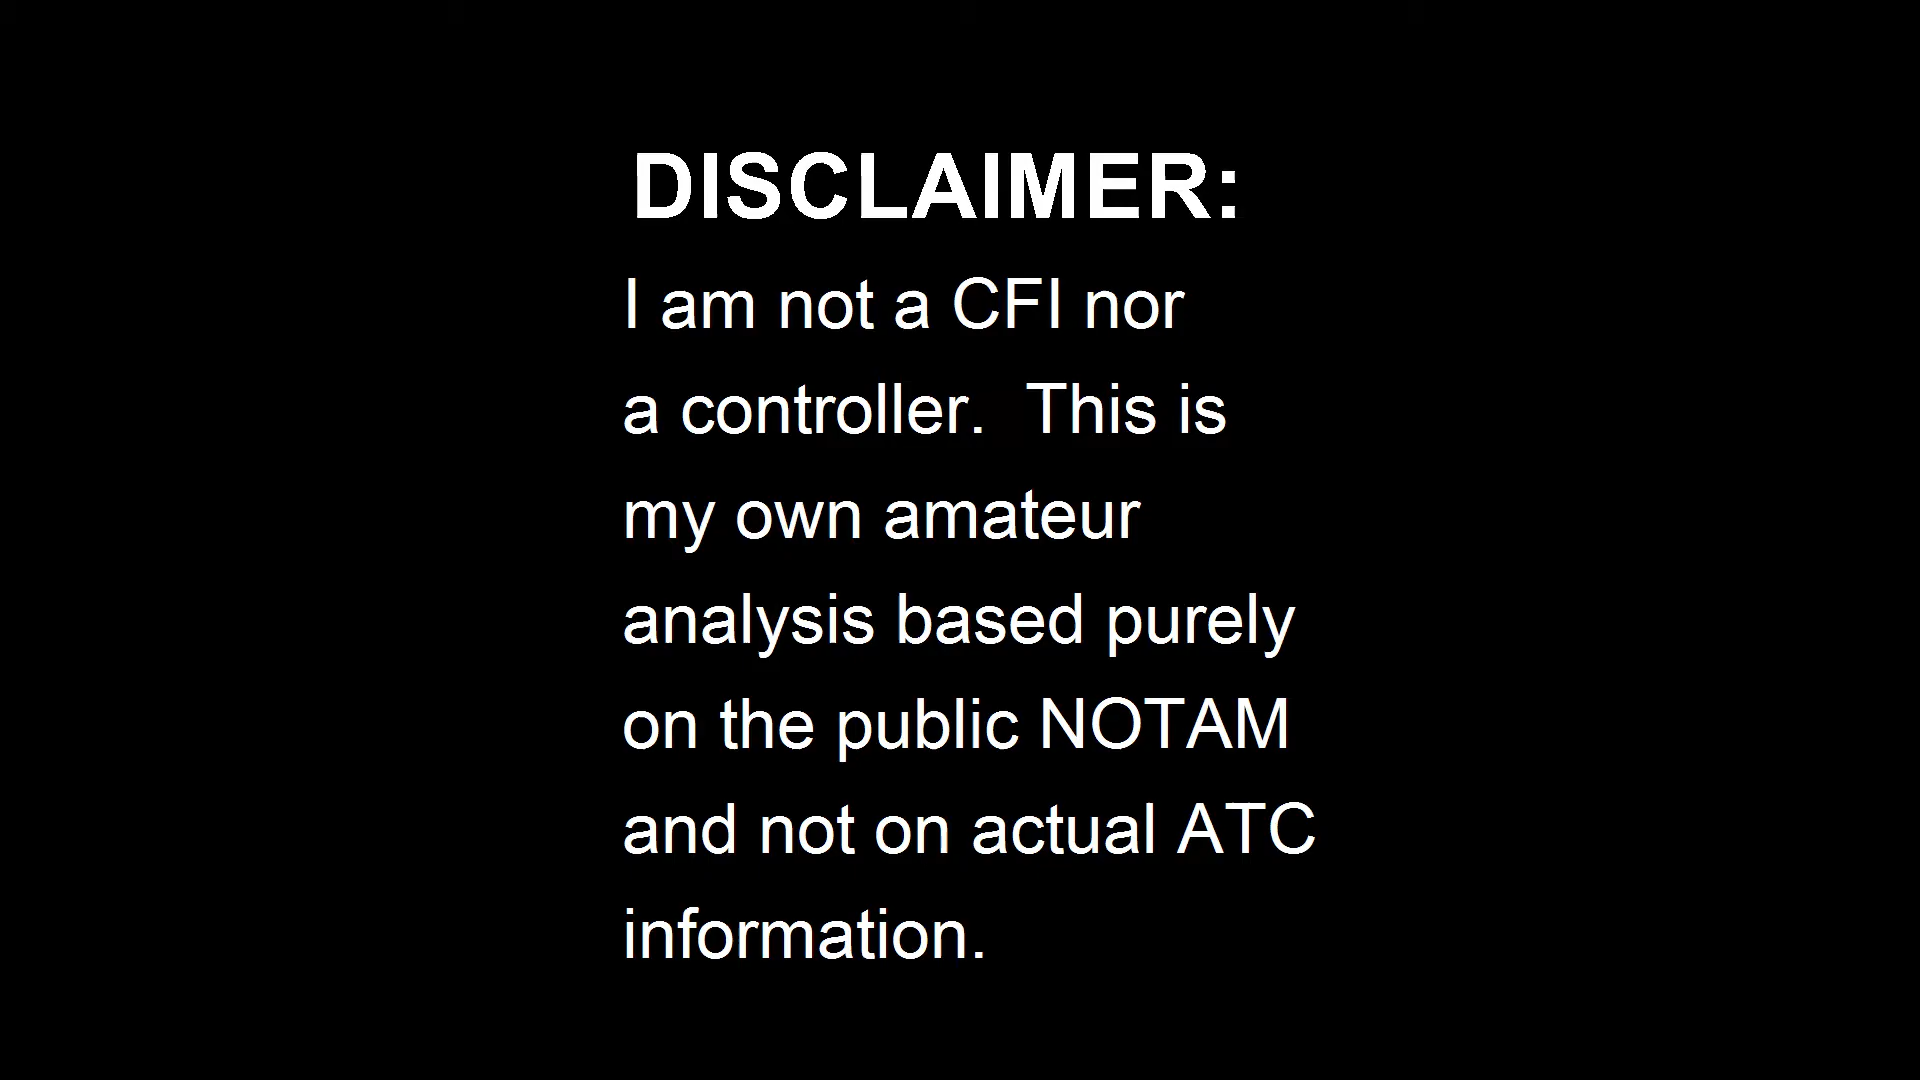 DISCLAIMER:
I am not a CFI nor
a controller.  This is
my own amateur
analysis based purely
on the public NOTAM
and not on actual ATC
information.